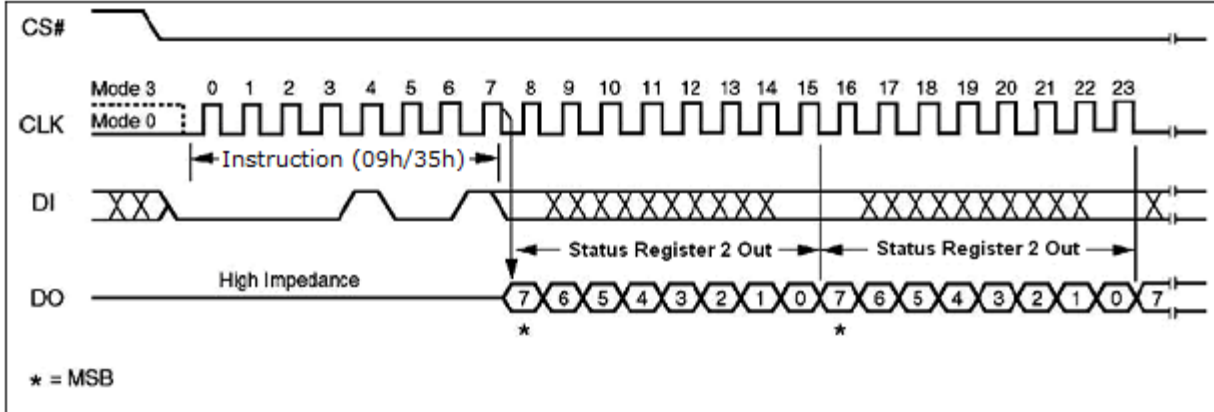 CS#
Mode 3 0 1 2 3 4 5 6 7 8 9 10 11 12 13 14 15 16 17 18 19 20 21 22 23
CLK Mode 0
Instruction (09h/35h)
DI
Status Register 2 Out Status Register 2 Out
High Impedance
DO 7 6 5 4 3 2 1 0 7 6 5 4 3 2 1 0 7
* *
* = MSB